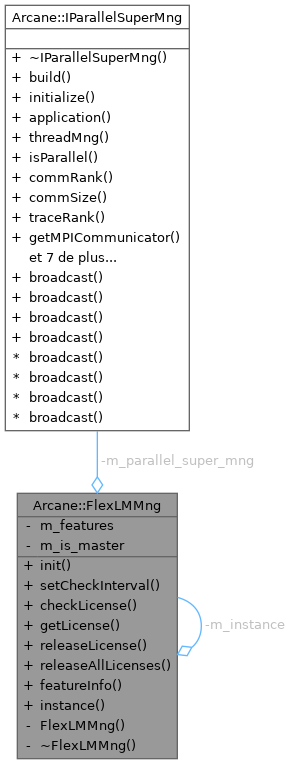 Arcane::IParallelSuperMng
+ ~IParallelSuperMng()
+ build()
+ initialize()
+ application()
+ threadMng()
+ isParallel()
+ commRank()
+ commSize()
+ traceRank()
+ getMPICommunicator()
et 7 de plus...
+ broadcast()
+ broadcast()
+ broadcast()
+ broadcast()
* broadcast()
* broadcast()
* broadcast()
* broadcast()
-m_parallel_super_mng
Arcane::FlexLMMng
- m_features
- m_is_master
+ init()
+ setCheckInterval()
+ checkLicense()
+ getLicense()
+ releaseLicense()
+ releaseAllLicenses()
+ featureInfo()
+ instance()
- FlexLMMng()
- ~FlexLMMng()
-m_instance